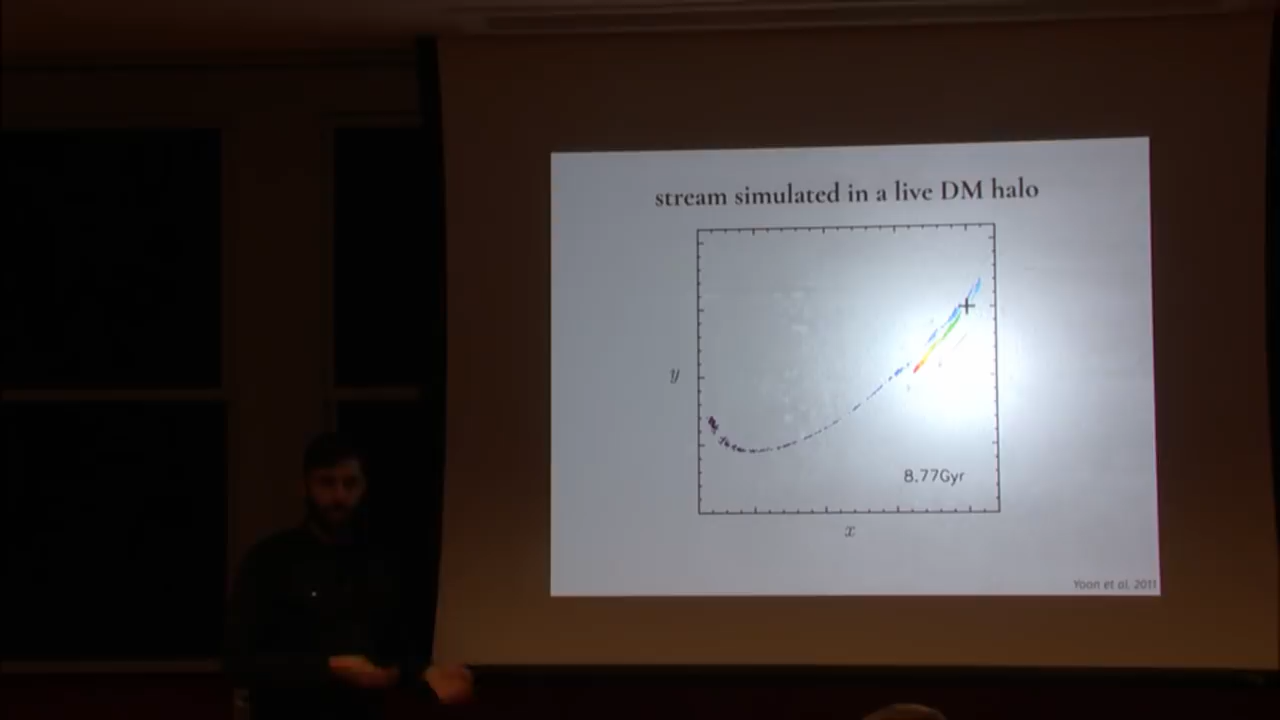 stream simulated in a live DM halo
y
8.77Gyr
x
Yoon et al. 2011